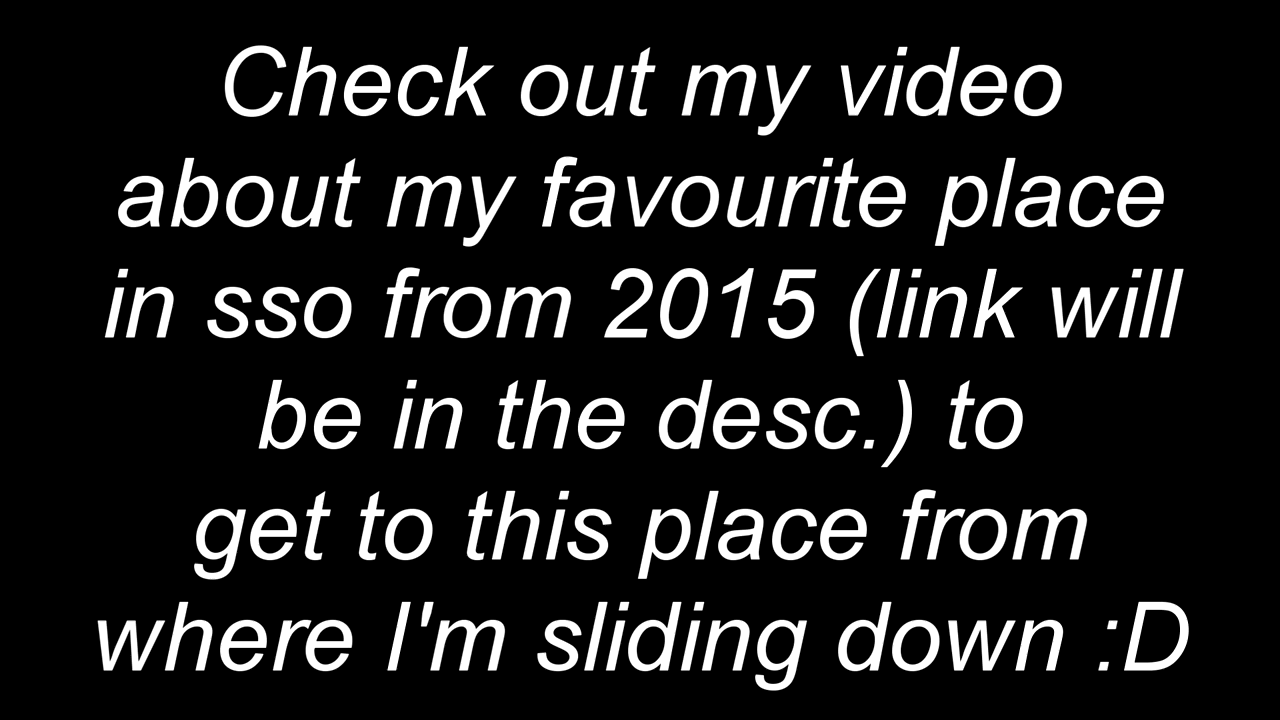 Check out my video
about my favourite place
in sso from 2015 (link will
be in the desc.) to
get to this place from
where I'm sliding down :D